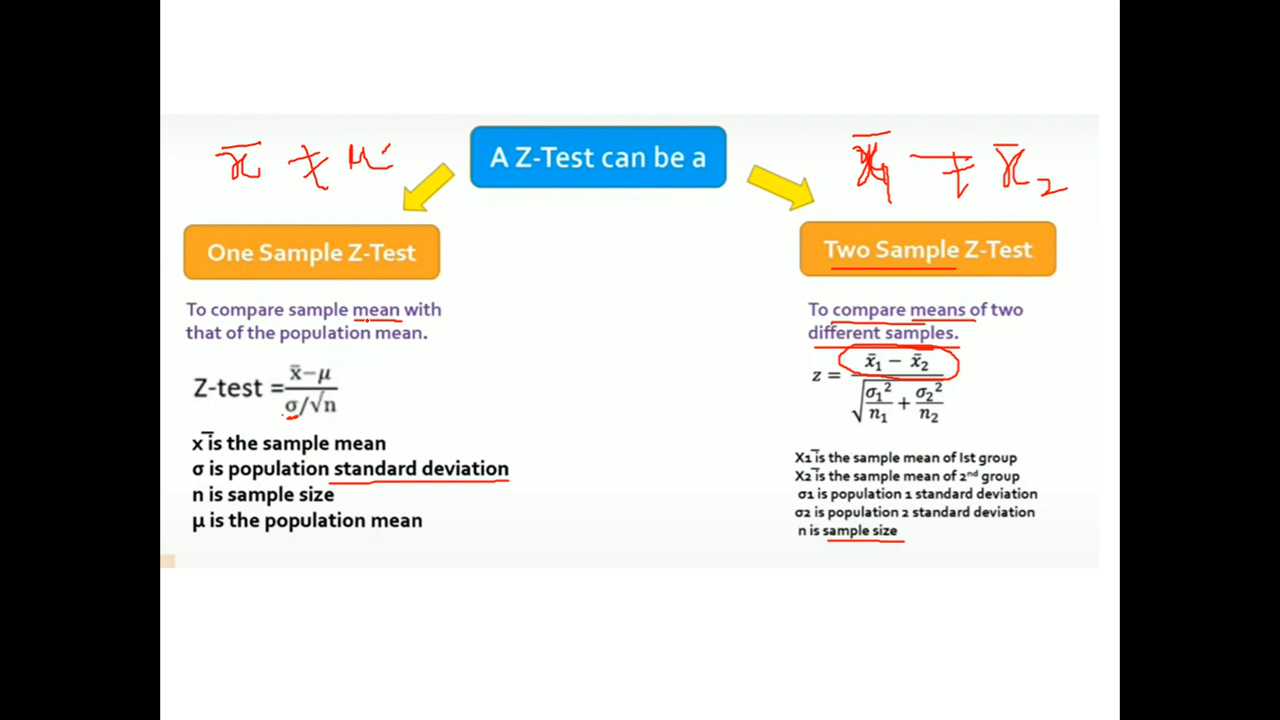 x̄ ≠ μ
A Z-Test can be a
x̄1 ≠ x̄2
One Sample Z-Test
To compare sample mean with
that of the population mean.
Z-test = (x̄−μ)/(σ/√n)
x̄ is the sample mean
σ is population standard deviation
n is sample size
μ is the population mean
Two Sample Z-Test
To compare means of two
different samples.
z = (x̄₁ − x̄₂)/√(σ₁²/n₁ + σ₂²/n₂)
X1̄ is the sample mean of Ist group
X2̄ is the sample mean of 2nd group
σ1 is population 1 standard deviation
σ2 is population 2 standard deviation
n is sample size